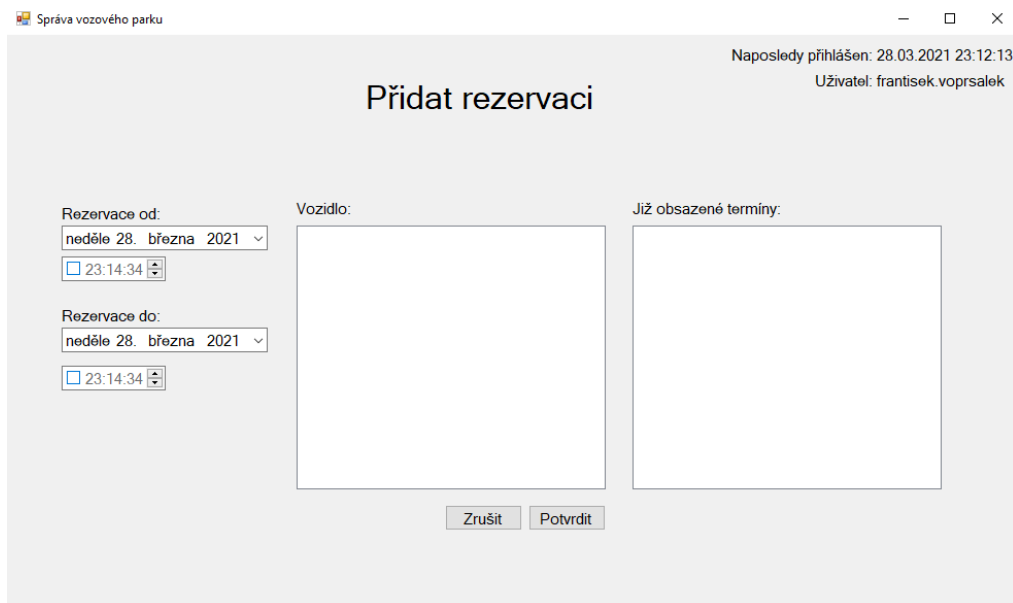 Správa vozového parku
Naposledy přihlášen: 28.03.2021 23:12:13
Uživatel: frantisek.voprsalek
Přidat rezervaci
Rezervace od:
neděle 28. března 2021
23:14:34
Rezervace do:
neděle 28. března 2021
23:14:34
Vozidlo:
Již obsazené termíny:
Zrušit
Potvrdit